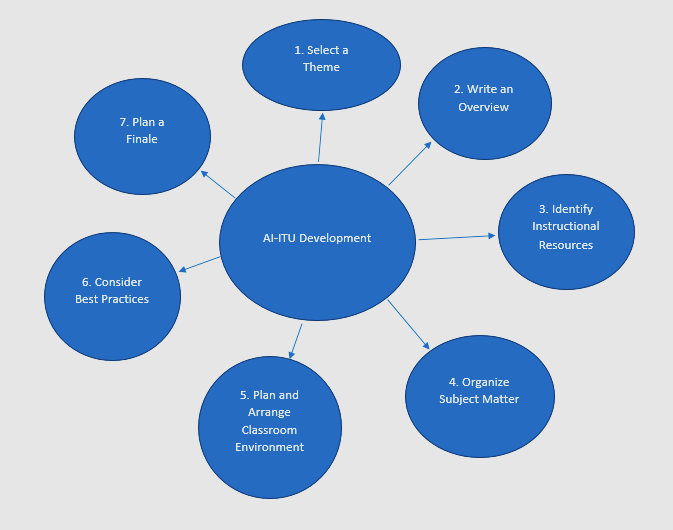 1. Select a
Theme
2. Write an
Overview
7. Plan a
Finale
3. Identify
Instructional
Resources
AI-ITU Development
6. Consider
Best Practices
4. Organize
Subject Matter
5. Plan and
Arrange
Classroom
Environment